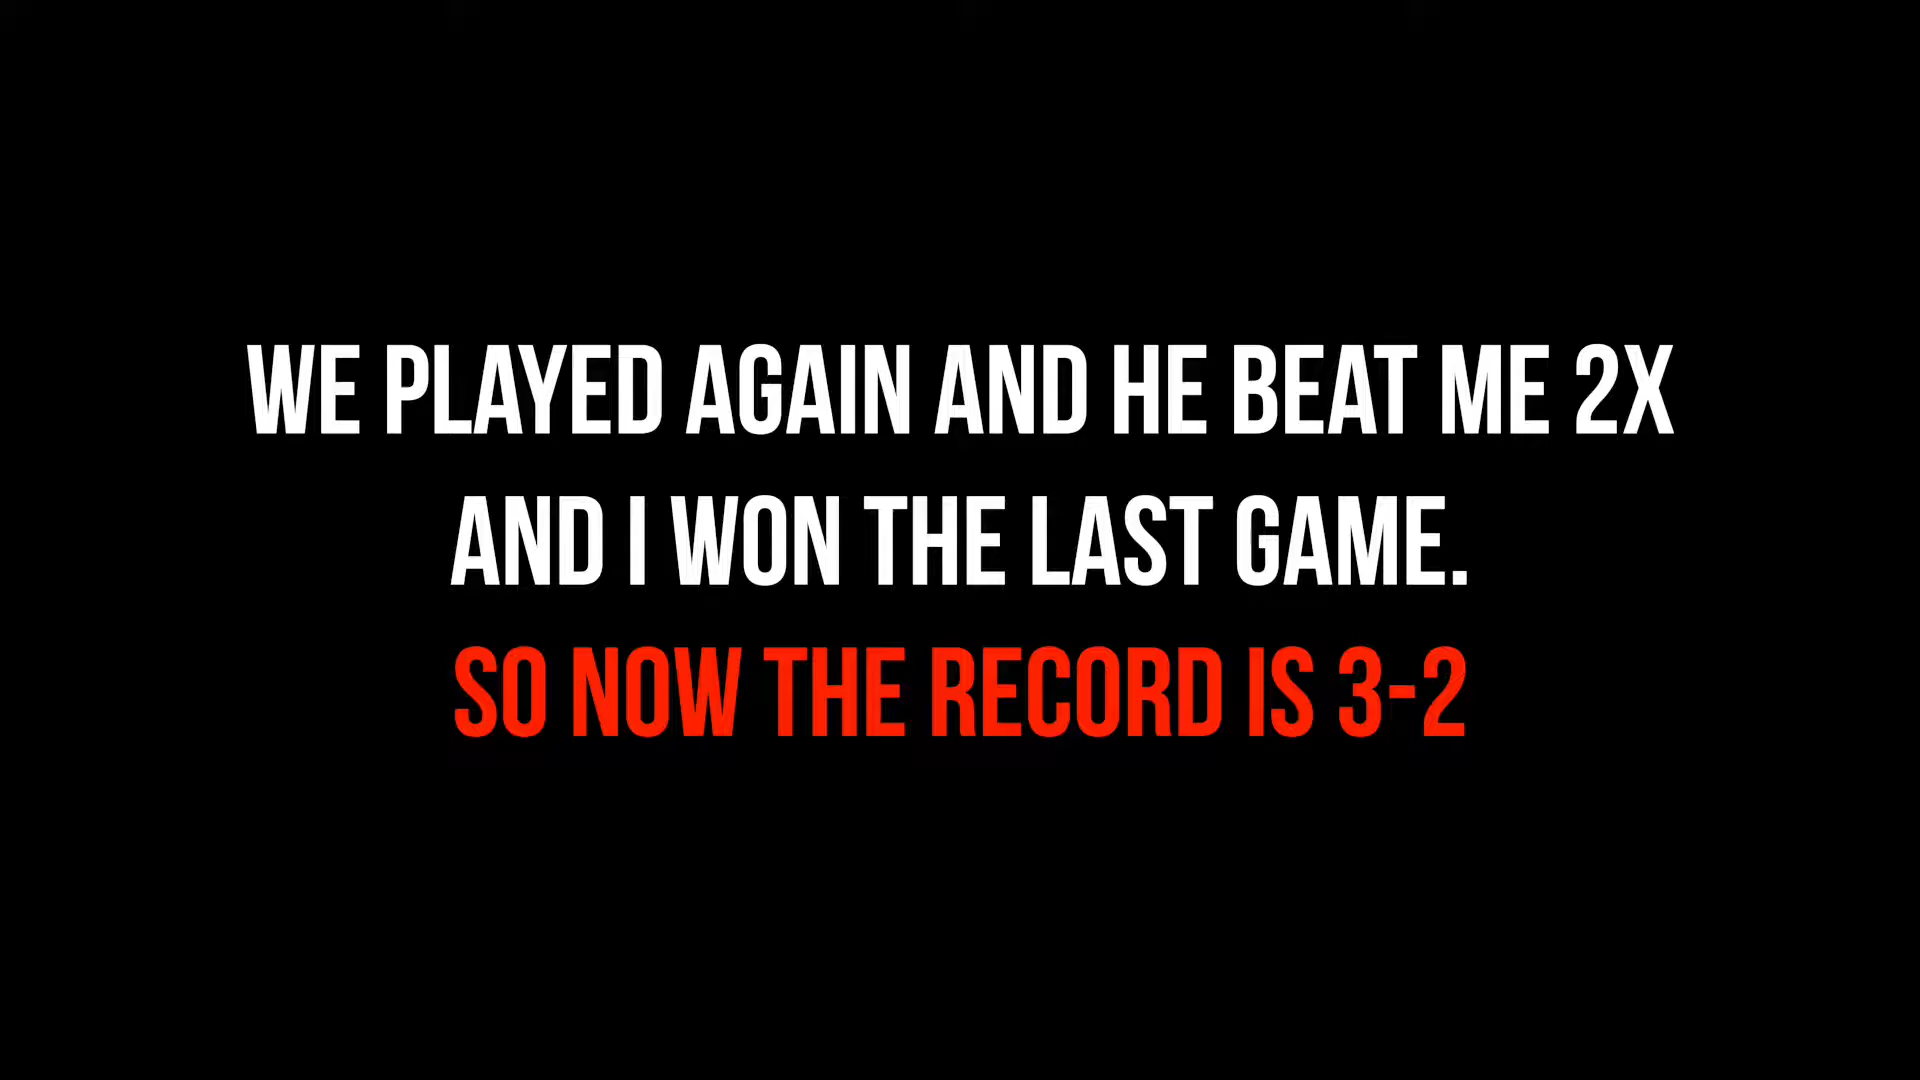 WE PLAYED AGAIN AND HE BEAT ME 2X
AND I WON THE LAST GAME.
SO NOW THE RECORD IS 3-2